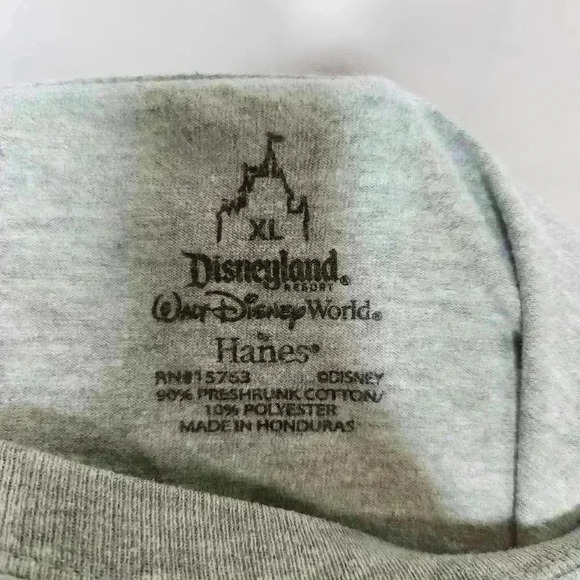 XL
Disneyland®
RESORT
Walt Disney World®
by
Hanes®
RN#15763 ©DISNEY
90% PRESHRUNK COTTON/
10% POLYESTER
MADE IN HONDURAS